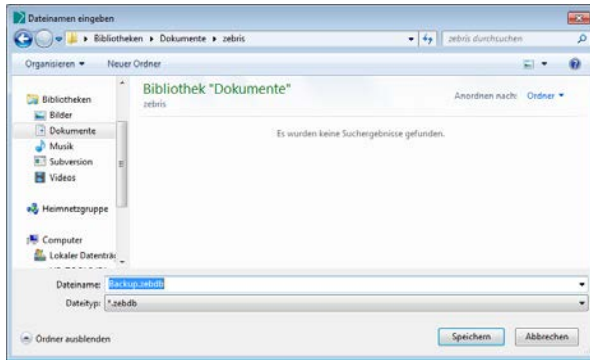 Dateinamen eingeben
Bibliotheken ▸ Dokumente ▸ zebris
zebris durchsuchen
Organisieren
Neuer Ordner
Bibliotheken
Bilder
Dokumente
Musik
Subversion
Videos
Heimnetzgruppe
Computer
Lokaler Datenträ
Bibliothek "Dokumente"
zebris
Anordnen nach: Ordner
Es wurden keine Suchergebnisse gefunden.
Dateiname: Backup.zebdb
Dateityp: *.zebdb
Ordner ausblenden
Speichern
Abbrechen